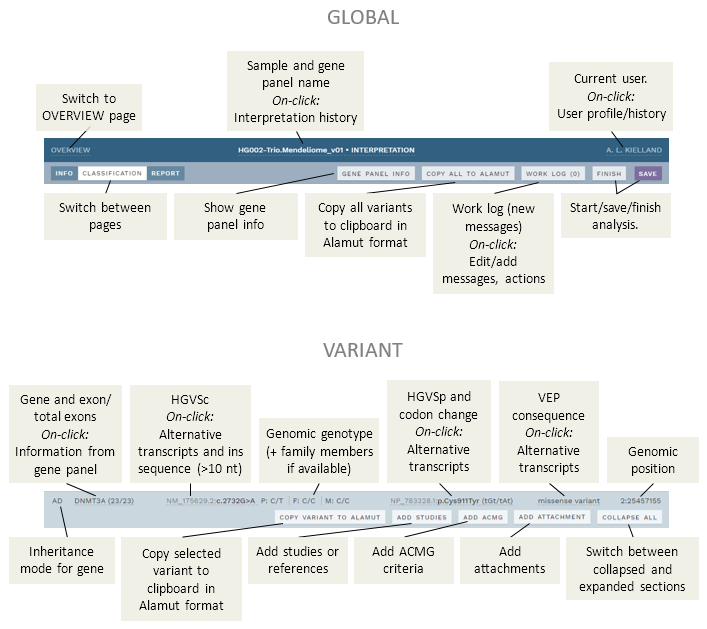 GLOBAL
Switch to
OVERVIEW page
Sample and gene
panel name
On-click:
Interpretation history
Current user.
On-click:
User profile/history
OVERVIEW
HG002-Trio.Mendeliome_v01 • INTERPRETATION
A. L. KIELLAND
INFO CLASSIFICATION REPORT
GENE PANEL INFO COPY ALL TO ALAMUT WORK LOG (0) FINISH SAVE
Switch between
pages
Show gene
panel info
Copy all variants
to clipboard in
Alamut format
Work log (new
messages)
On-click:
Edit/add
messages, actions
Start/save/finish
analysis.
VARIANT
Gene and exon/
total exons
On-click:
Information from
gene panel
HGVSc
On-click:
Alternative
transcripts and ins
sequence (>10 nt)
Genomic genotype
(+ family members
if available)
HGVSp and
codon change
On-click:
Alternative
transcripts
VEP
consequence
On-click:
Alternative
transcripts
Genomic
position
AD DNMT3A (23/23) NM_175629.2:c.2732G>A P: C/T F: C/C M: C/C NP_783328.1:p.Cys911Tyr (tGt/tAt) missense variant 2:25457155
COPY VARIANT TO ALAMUT ADD STUDIES ADD ACMG ADD ATTACHMENT COLLAPSE ALL
Inheritance
mode for gene
Copy selected
variant to
clipboard in
Alamut format
Add studies or
references
Add ACMG
criteria
Add
attachments
Switch between
collapsed and
expanded sections